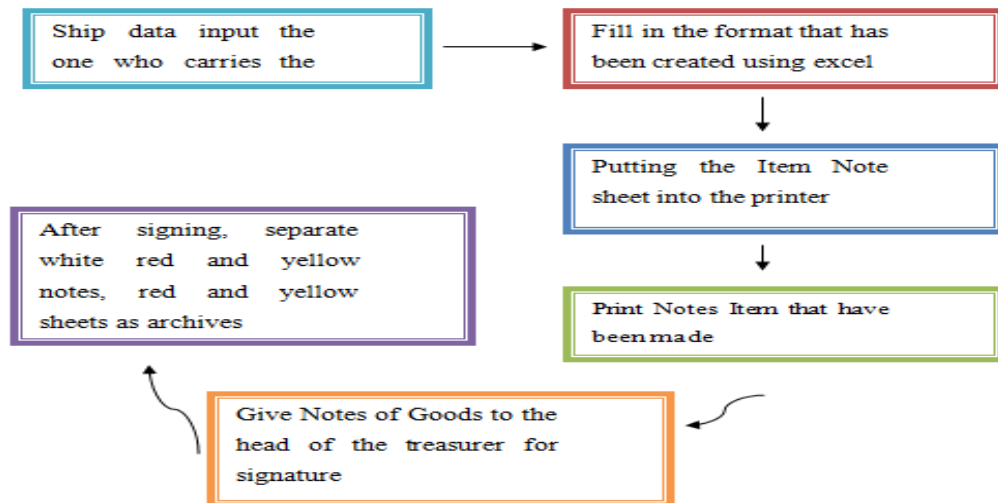 Ship data input the
one who carries the
Fill in the format that has
been created using excel
Putting the Item Note
sheet into the printer
Print Notes Item that have
been made
Give Notes of Goods to the
head of the treasurer for
signature
After signing, separate
white red and yellow
notes, red and yellow
sheets as archives